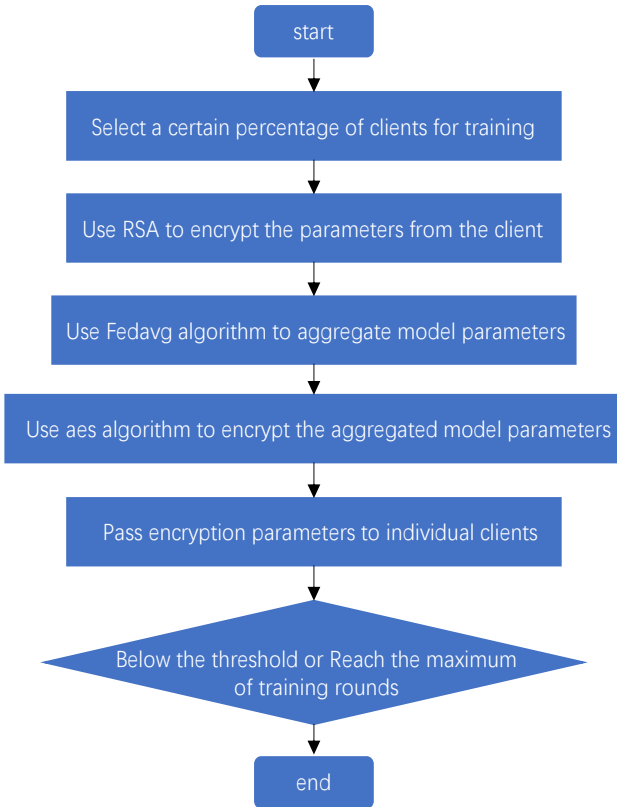 start
Select a certain percentage of clients for training
Use RSA to encrypt the parameters from the client
Use Fedavg algorithm to aggregate model parameters
Use aes algorithm to encrypt the aggregated model parameters
Pass encryption parameters to individual clients
Below the threshold or Reach the maximum
of training rounds
end